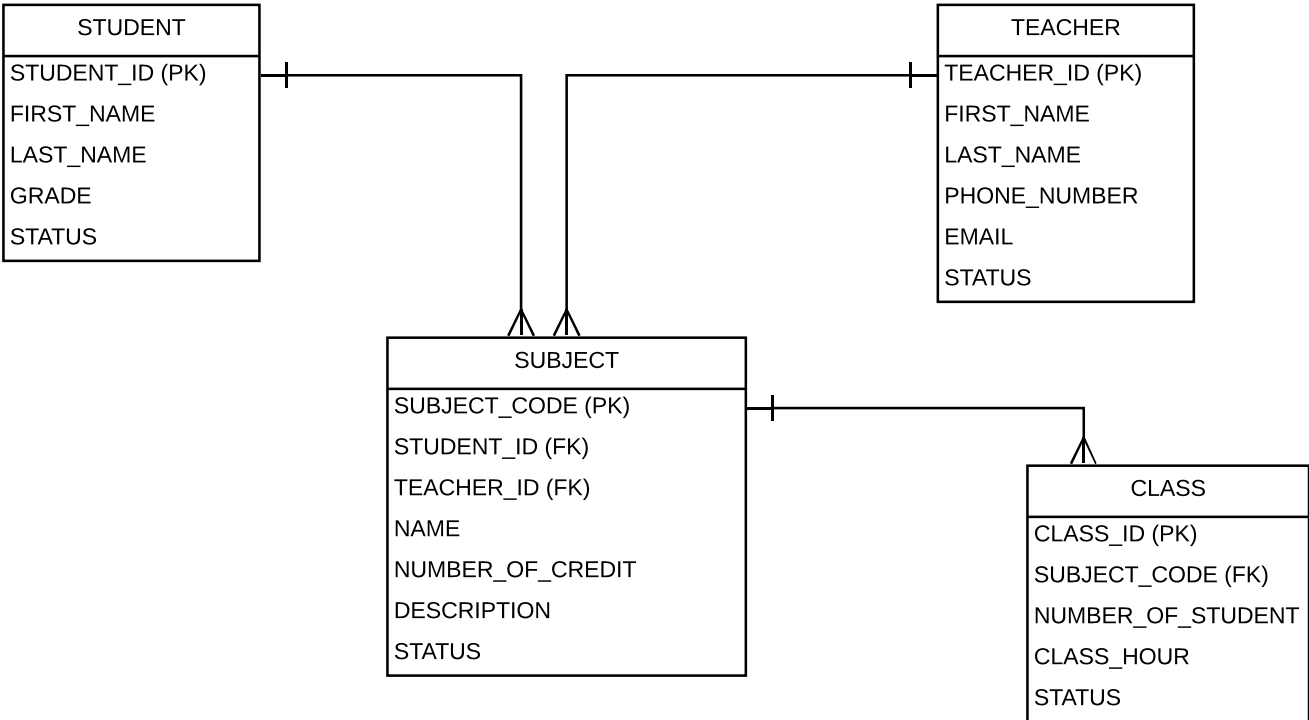 STUDENT
STUDENT_ID (PK)
FIRST_NAME
LAST_NAME
GRADE
STATUS
TEACHER
TEACHER_ID (PK)
FIRST_NAME
LAST_NAME
PHONE_NUMBER
EMAIL
STATUS
SUBJECT
SUBJECT_CODE (PK)
STUDENT_ID (FK)
TEACHER_ID (FK)
NAME
NUMBER_OF_CREDIT
DESCRIPTION
STATUS
CLASS
CLASS_ID (PK)
SUBJECT_CODE (FK)
NUMBER_OF_STUDENT
CLASS_HOUR
STATUS